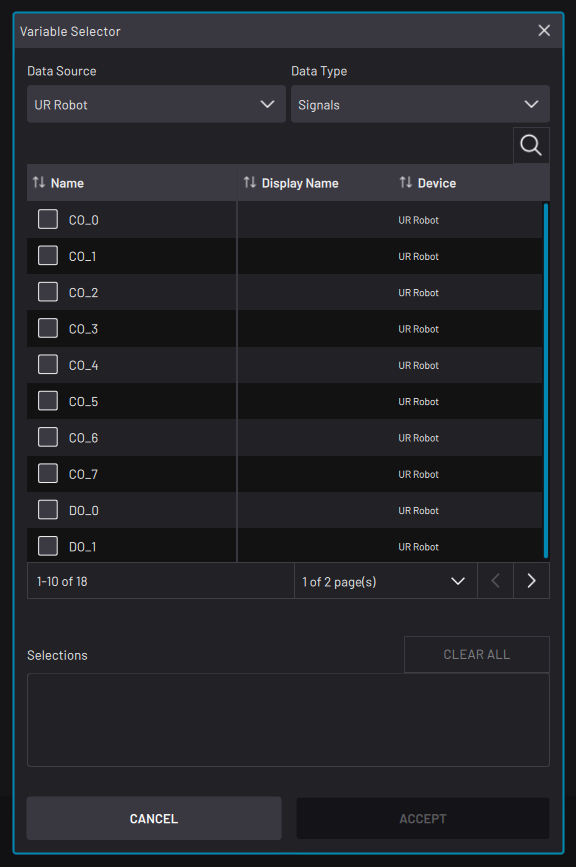 Variable Selector
Data Source Data Type
UR Robot Signals
Name Display Name Device
CO_0 UR Robot
CO_1 UR Robot
CO_2 UR Robot
CO_3 UR Robot
CO_4 UR Robot
CO_5 UR Robot
CO_6 UR Robot
CO_7 UR Robot
DO_0 UR Robot
DO_1 UR Robot
1-10 of 18 1 of 2 page(s)
Selections CLEAR ALL
CANCEL ACCEPT